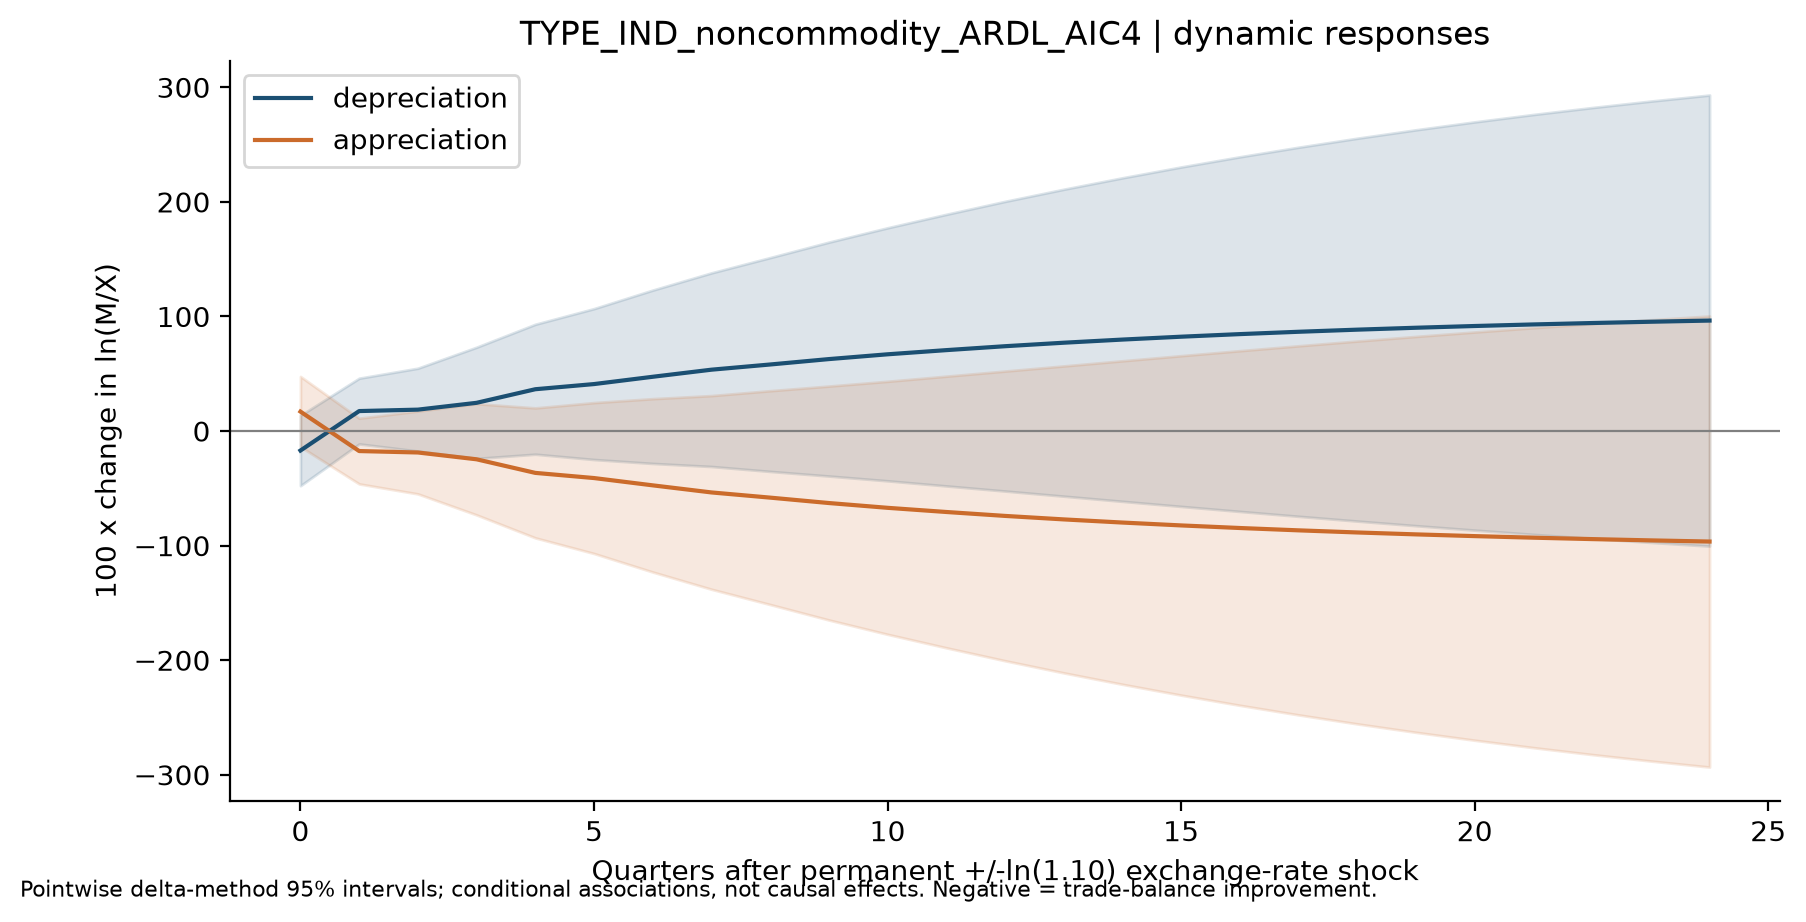 TYPE_IND_noncommodity_ARDL_AIC4 | dynamic responses
depreciation
appreciation
100 x change in ln(M/X)
300
200
100
0
−100
−200
−300
0
5
10
15
20
25
Quarters after permanent +/-ln(1.10) exchange-rate shock
Pointwise delta-method 95% intervals; conditional associations, not causal effects. Negative = trade-balance improvement.